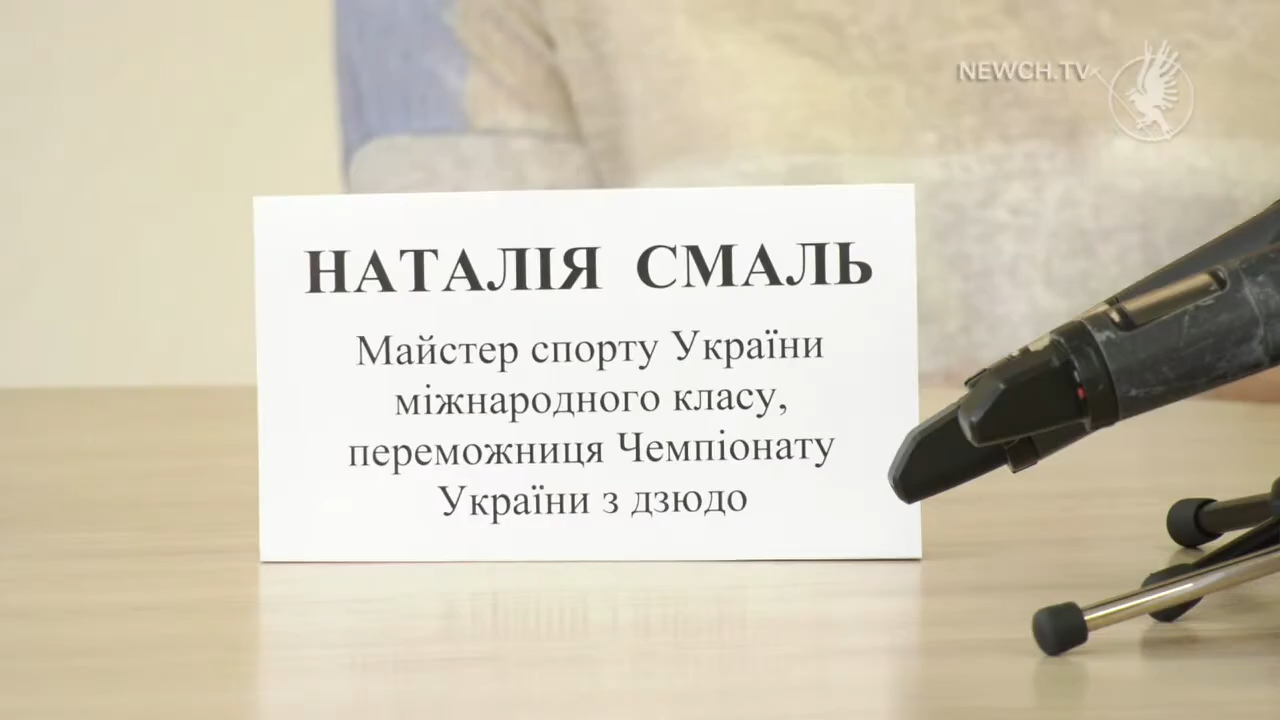 NEWCH.TV
НАТАЛІЯ СМАЛЬ
Майстер спорту України
міжнародного класу,
переможниця Чемпіонату
України з дзюдо